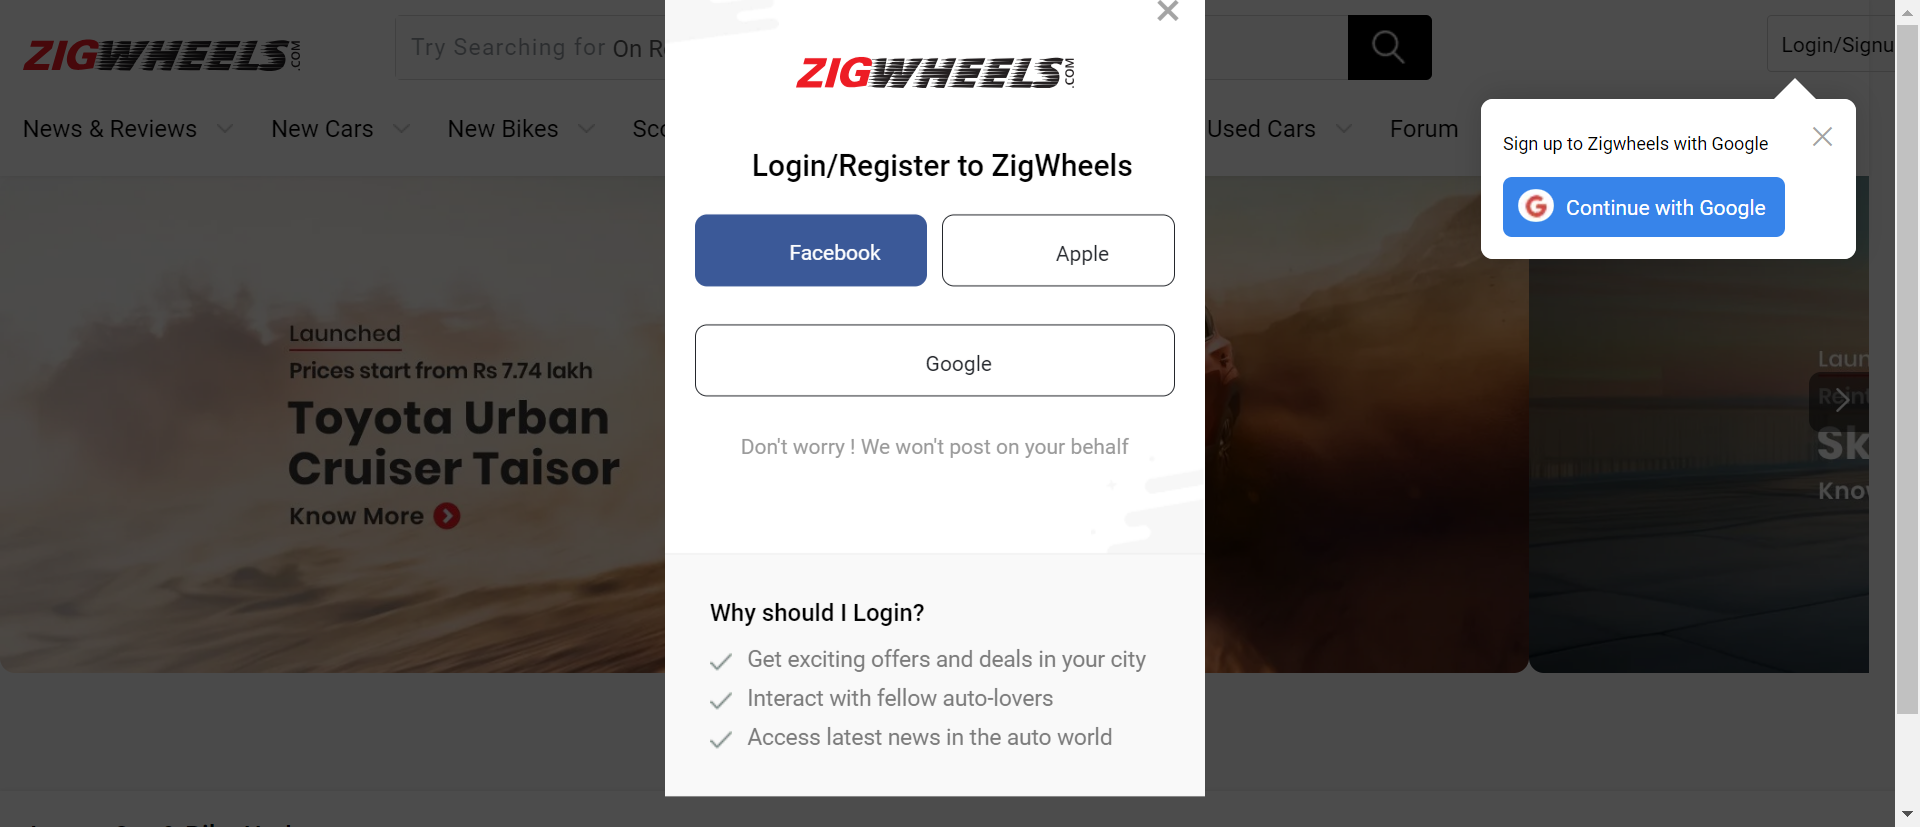 ZIGWHEELS.COM
Try Searching for On R
Login/Signu
News & Reviews
New Cars
New Bikes
Sco
Used Cars
Forum
ZIGWHEELS.COM
Login/Register to ZigWheels
Facebook
Apple
Google
Don't worry ! We won't post on your behalf
Why should I Login?
Get exciting offers and deals in your city
Interact with fellow auto-lovers
Access latest news in the auto world
Sign up to Zigwheels with Google
G Continue with Google
Launched
Prices start from Rs 7.74 lakh
Toyota Urban
Cruiser Taisor
Know More
Laun
Reint
Sk
Know